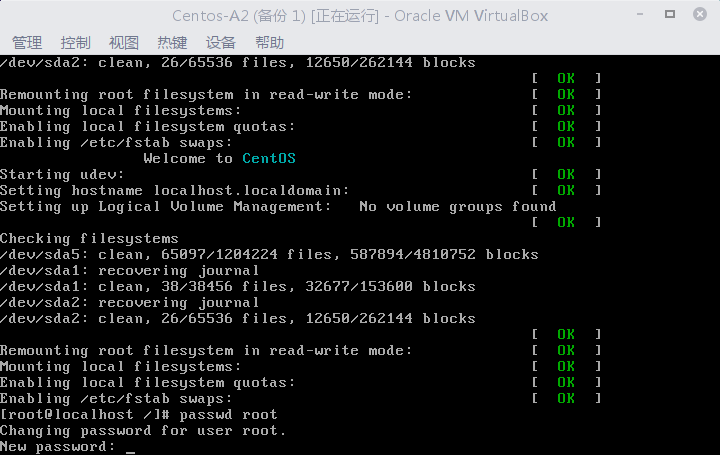 Centos-A2 (备份 1) [正在运行] - Oracle VM VirtualBox
管理 控制 视图 热键 设备 帮助
/dev/sda2: clean, 26/65536 files, 12650/262144 blocks
[ OK ]
Remounting root filesystem in read-write mode: [ OK ]
Mounting local filesystems: [ OK ]
Enabling local filesystem quotas: [ OK ]
Enabling /etc/fstab swaps: [ OK ]
Welcome to CentOS
Starting udev: [ OK ]
Setting hostname localhost.localdomain: [ OK ]
Setting up Logical Volume Management: No volume groups found
[ OK ]
Checking filesystems
/dev/sda5: clean, 65097/1204224 files, 587894/4810752 blocks
/dev/sda1: recovering journal
/dev/sda1: clean, 38/38456 files, 32677/153600 blocks
/dev/sda2: recovering journal
/dev/sda2: clean, 26/65536 files, 12650/262144 blocks
[ OK ]
Remounting root filesystem in read-write mode: [ OK ]
Mounting local filesystems: [ OK ]
Enabling local filesystem quotas: [ OK ]
Enabling /etc/fstab swaps: [ OK ]
[root@localhost /]# passwd root
Changing password for user root.
New password: _